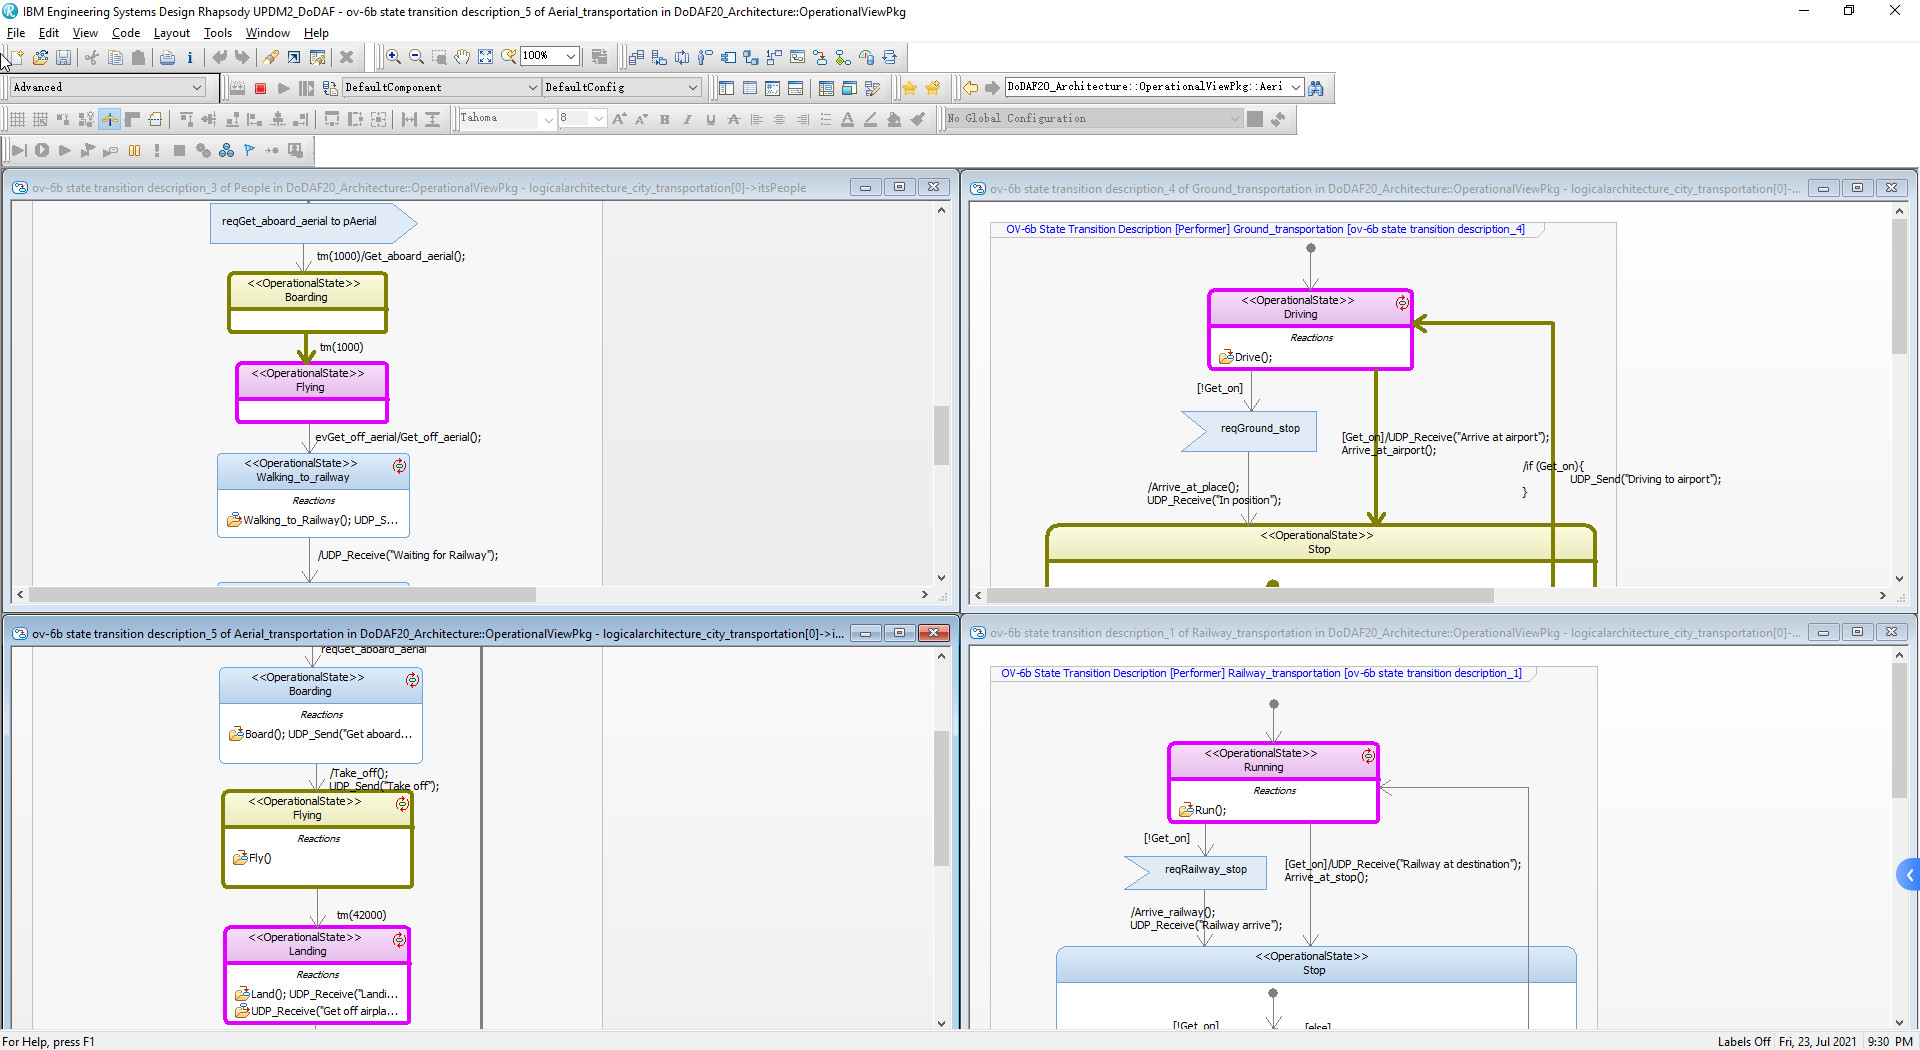 IBM Engineering Systems Design Rhapsody UPDM2_DoDAF - ov-6b state transition description_5 of Aerial_transportation in DoDAF20_Architecture::OperationalViewPkg
File Edit View Code Layout Tools Window Help
100%
Advanced
DefaultComponent
DefaultConfig
DoDAF20_Architecture::OperationalViewPkg::Aeri
Tahoma
8
No Global Configuration
ov-6b state transition description_3 of People in DoDAF20_Architecture::OperationalViewPkg - logicalarchitecture_city_transportation[0]->itsPeople
reqGet_aboard_aerial to pAerial
tm(1000)/Get_aboard_aerial();
<<OperationalState>>
Boarding
tm(1000)
<<OperationalState>>
Flying
evGet_off_aerial/Get_off_aerial();
<<OperationalState>>
Walking_to_railway
Reactions
Walking_to_Railway(); UDP_S...
/UDP_Receive("Waiting for Railway");
ov-6b state transition description_4 of Ground_transportation in DoDAF20_Architecture::OperationalViewPkg - logicalarchitecture_city_transportation[0]-...
OV-6b State Transition Description [Performer] Ground_transportation [ov-6b state transition description_4]
<<OperationalState>>
Driving
Reactions
Drive();
[!Get_on]
reqGround_stop
[Get_on]/UDP_Receive("Arrive at airport");
Arrive_at_airport();
/if (Get_on){
UDP_Send("Driving to airport");
}
/Arrive_at_place();
UDP_Receive("In position");
<<OperationalState>>
Stop
ov-6b state transition description_5 of Aerial_transportation in DoDAF20_Architecture::OperationalViewPkg - logicalarchitecture_city_transportation[0]->i...
reqGet_aboard_aerial
<<OperationalState>>
Boarding
Reactions
Board(); UDP_Send("Get aboard...
/Take_off();
UDP_Send("Take off");
<<OperationalState>>
Flying
Reactions
Fly()
tm(42000)
<<OperationalState>>
Landing
Reactions
Land(); UDP_Receive("Landi...
UDP_Receive("Get off airpla...
ov-6b state transition description_1 of Railway_transportation in DoDAF20_Architecture::OperationalViewPkg - logicalarchitecture_city_transportation[0]-...
OV-6b State Transition Description [Performer] Railway_transportation [ov-6b state transition description_1]
<<OperationalState>>
Running
Reactions
Run();
[!Get_on]
reqRailway_stop
[Get_on]/UDP_Receive("Railway at destination");
Arrive_at_stop();
/Arrive_railway();
UDP_Receive("Railway arrive");
<<OperationalState>>
Stop
[!Get_on]
[else]
For Help, press F1
Labels Off Fri, 23, Jul 2021 9:30 PM